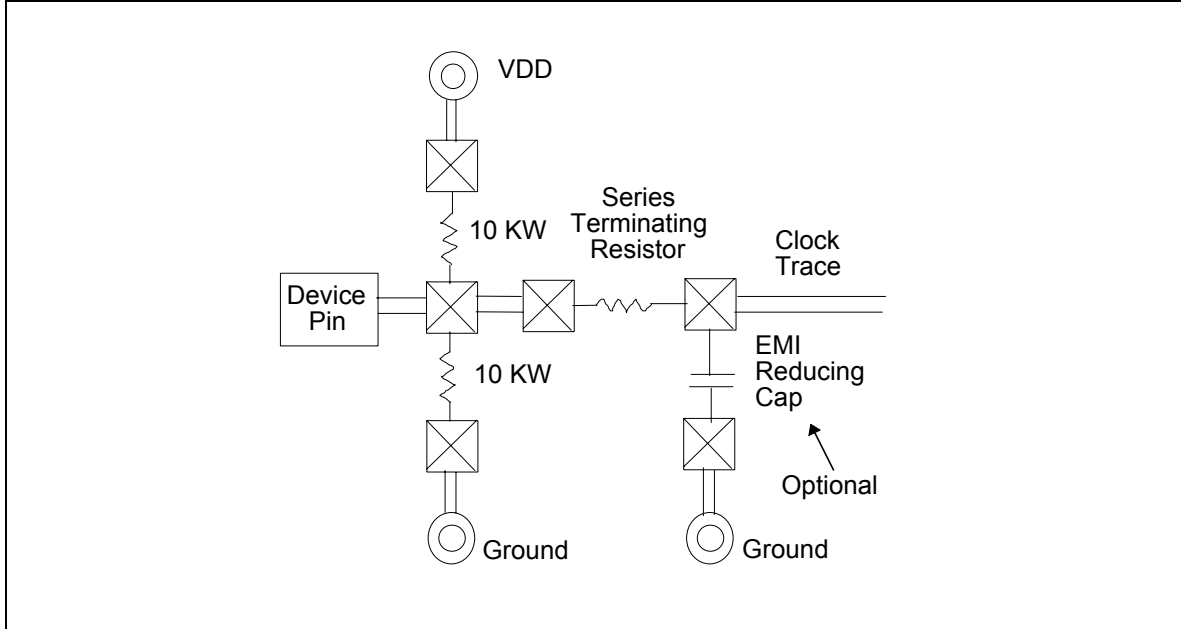 VDD
10 KW
Series
Terminating
Resistor
Clock
Trace
Device
Pin
10 KW
EMI
Reducing
Cap
Optional
Ground
Ground